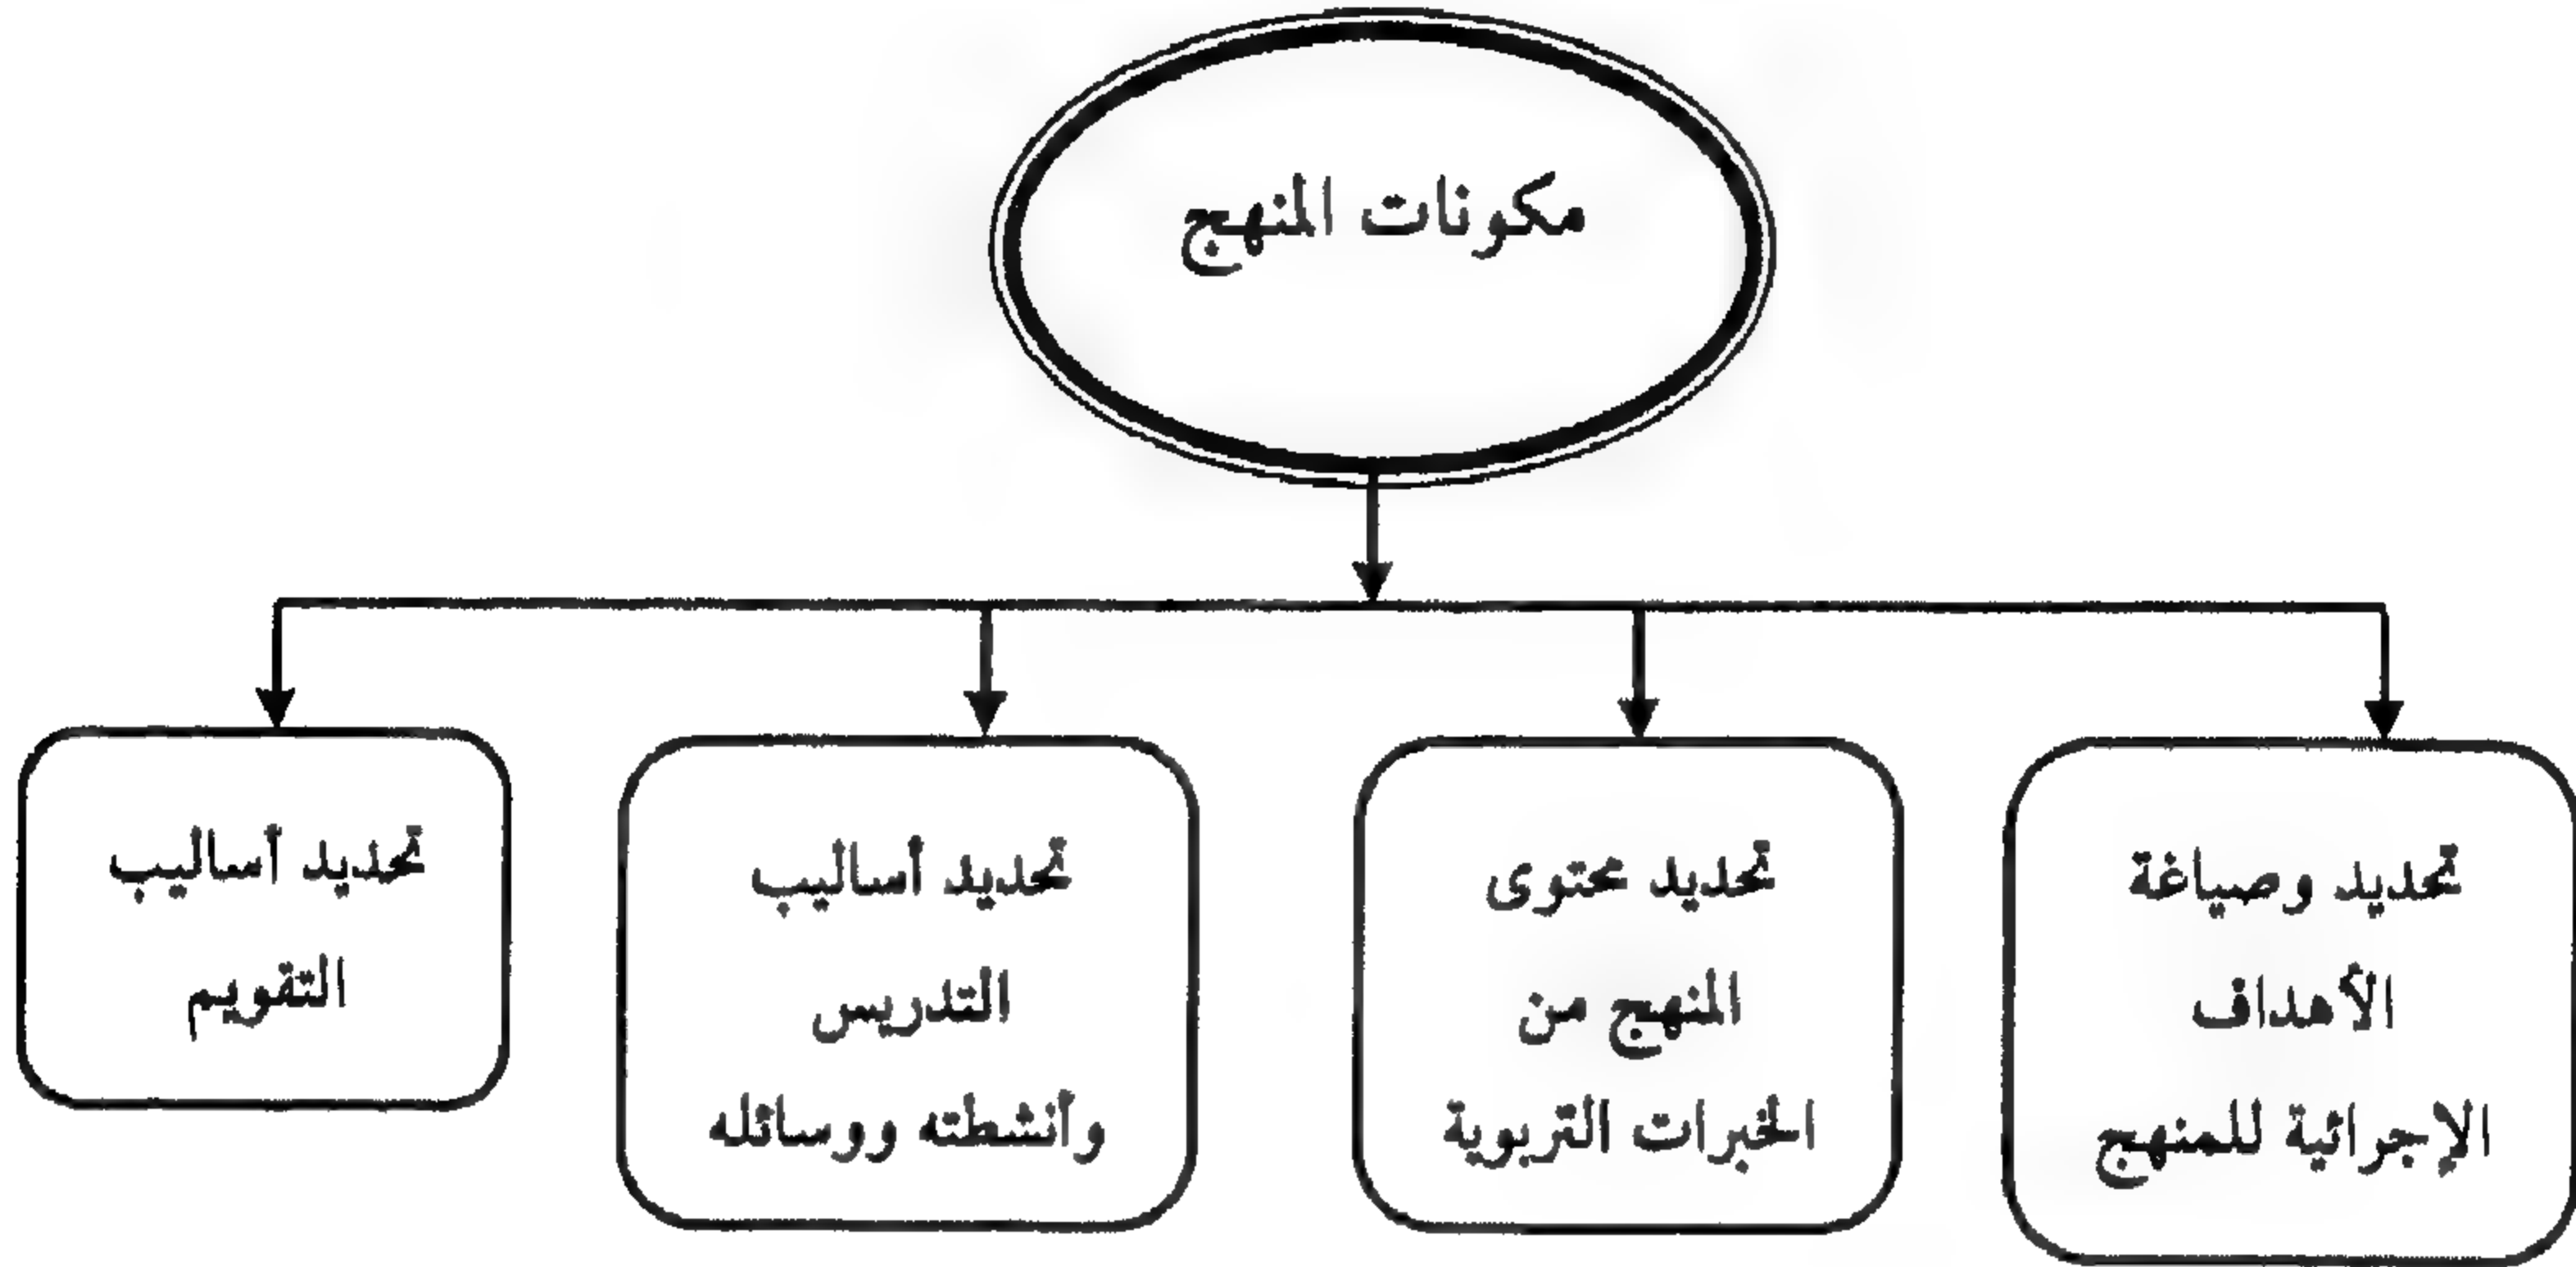 مكونات المنهج
تحديد وصياغة
الأهداف
الإجرائية للمنهج
تحديد محتوى
المنهج من
الخبرات التربوية
تحديد أساليب
التدريس
وأنشطته ووسائله
تحديد أساليب
التقويم